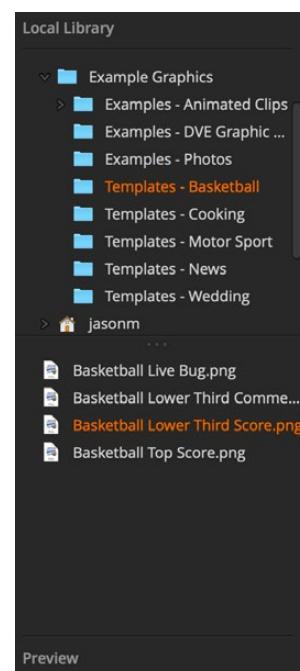 Local Library
Example Graphics
Examples - Animated Clips
Examples - DVE Graphic ...
Examples - Photos
Templates - Basketball
Templates - Cooking
Templates - Motor Sport
Templates - News
Templates - Wedding
jasonm
Basketball Live Bug.png
Basketball Lower Third Comme...
Basketball Lower Third Score.png
Basketball Top Score.png
Preview